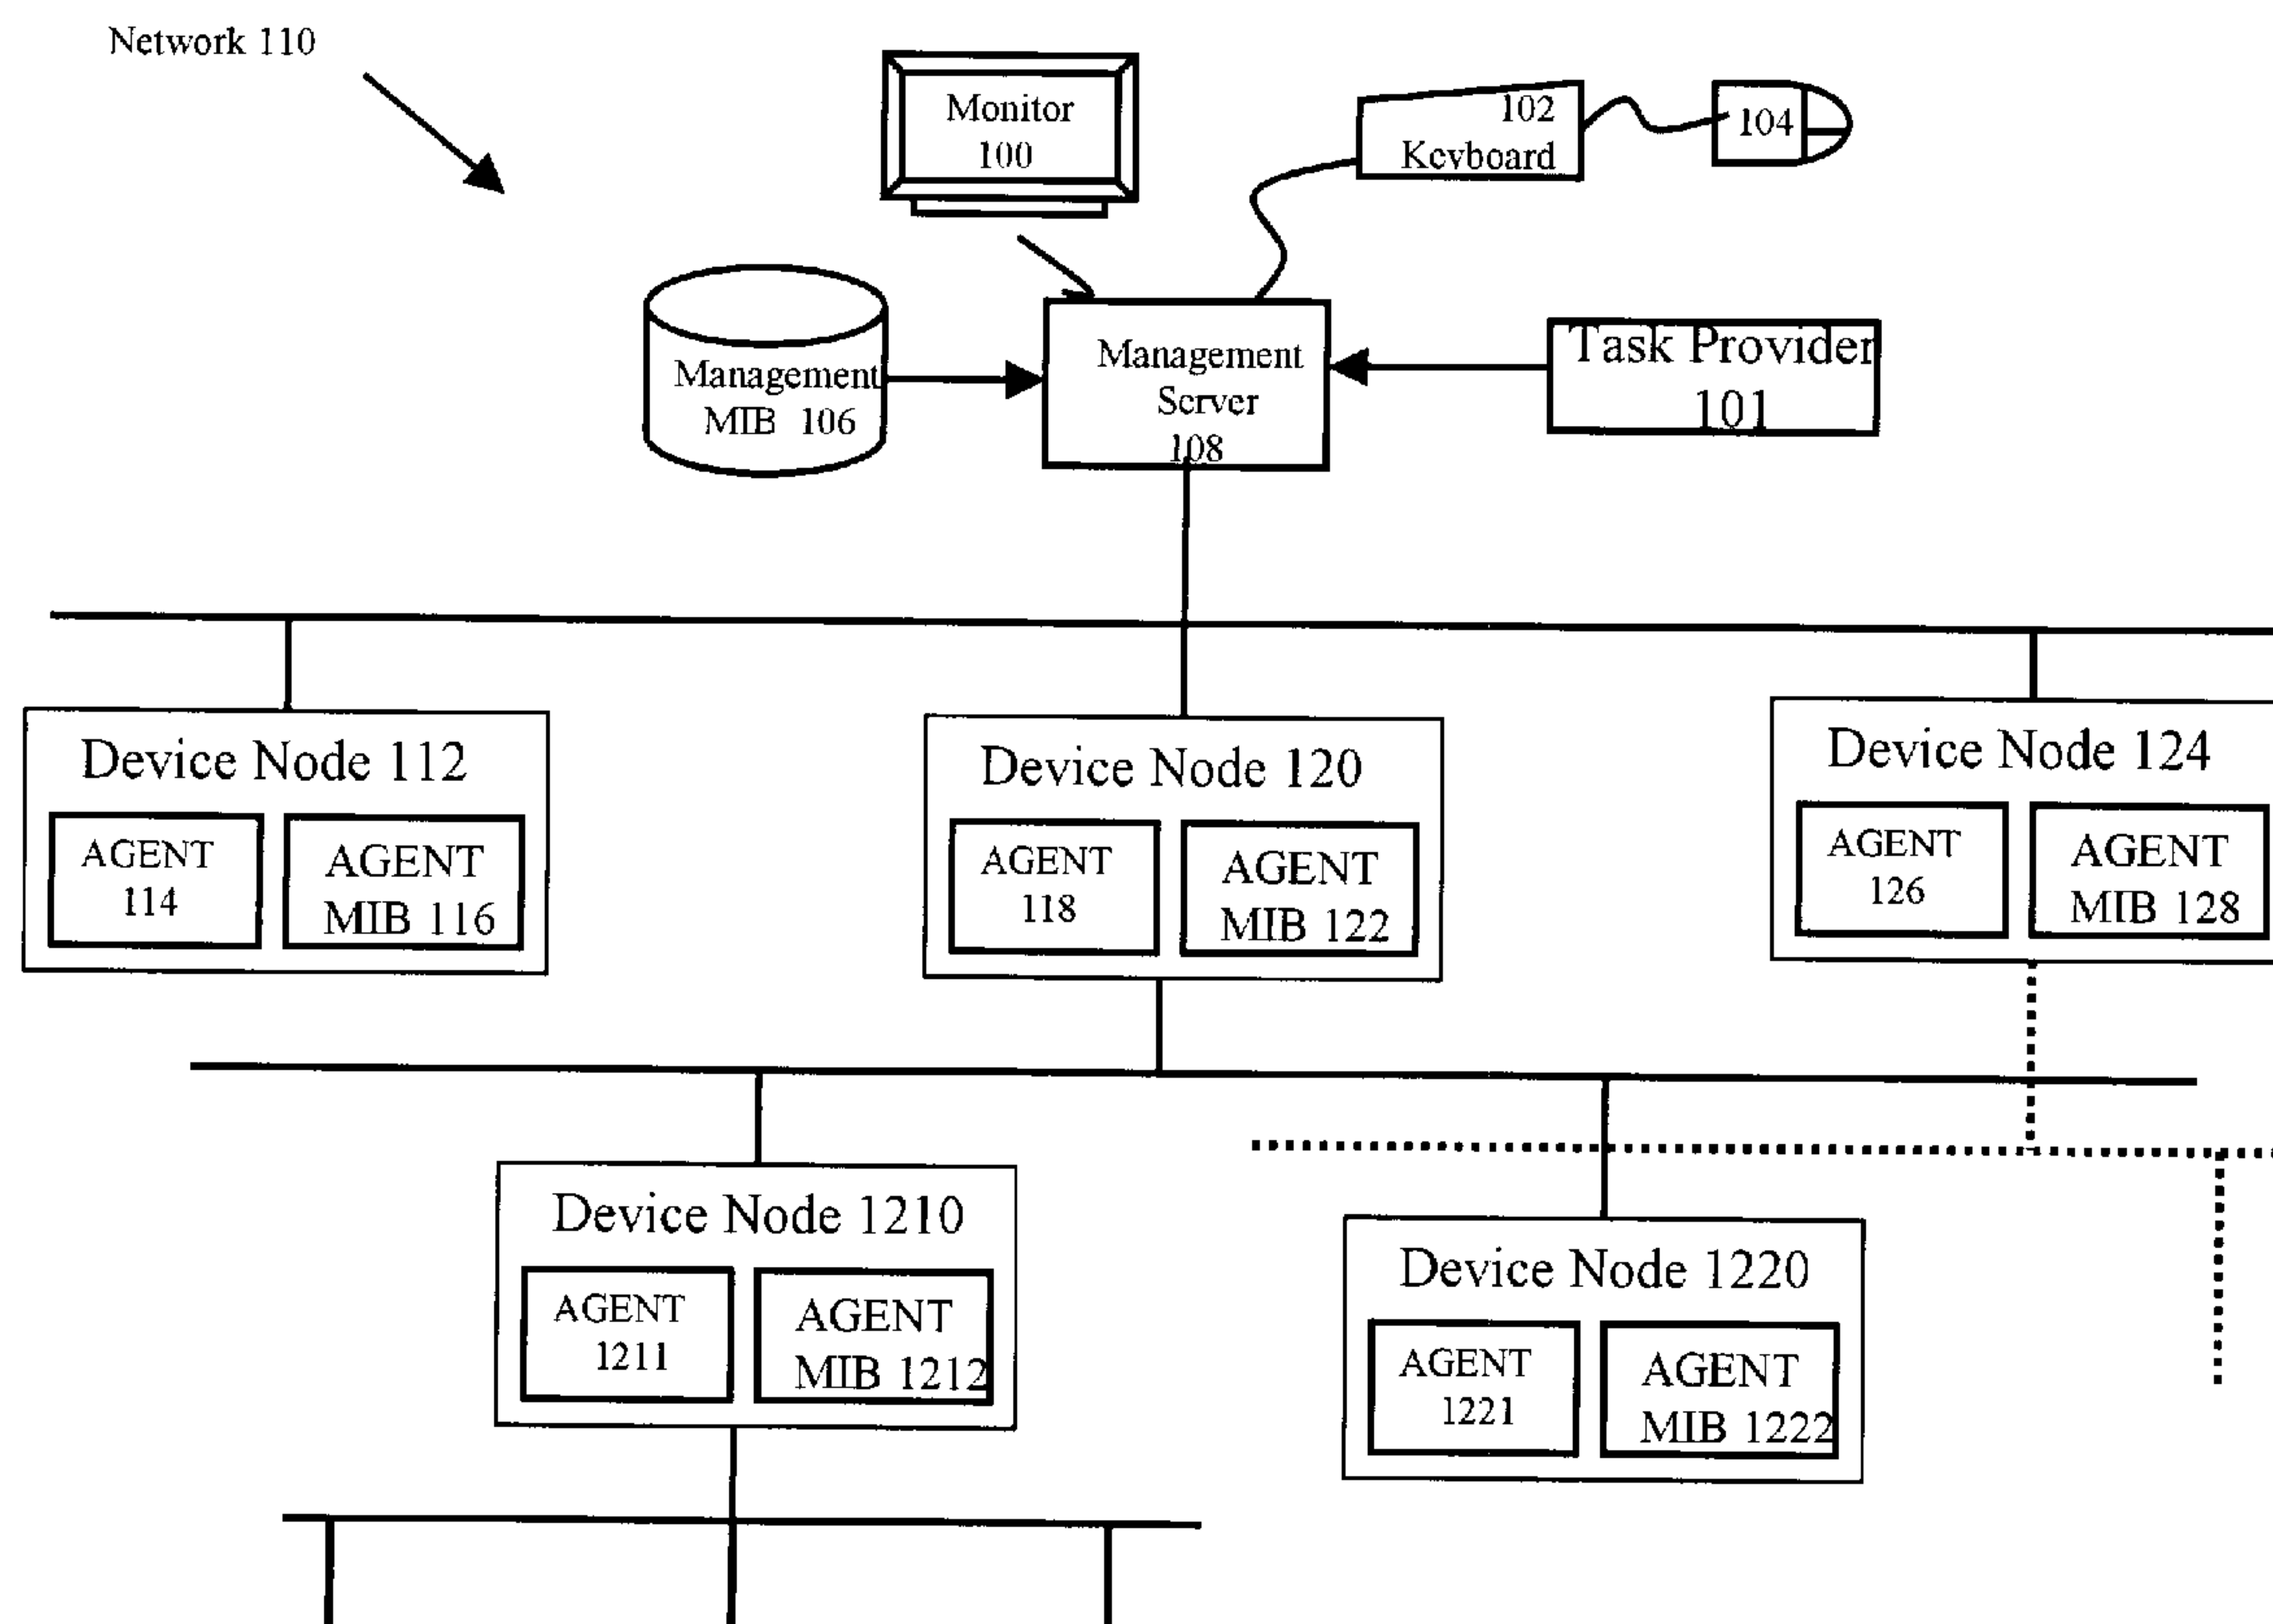 Network 110
Monitor
100
102
Keyboard
104
Management
MIB 106
Management
Server
108
Task Provider
101
Device Node 112
AGENT
114
AGENT
MIB 116
Device Node 120
AGENT
118
AGENT
MIB 122
Device Node 124
AGENT
126
AGENT
MIB 128
Device Node 1210
AGENT
1211
AGENT
MIB 1212
Device Node 1220
AGENT
1221
AGENT
MIB 1222